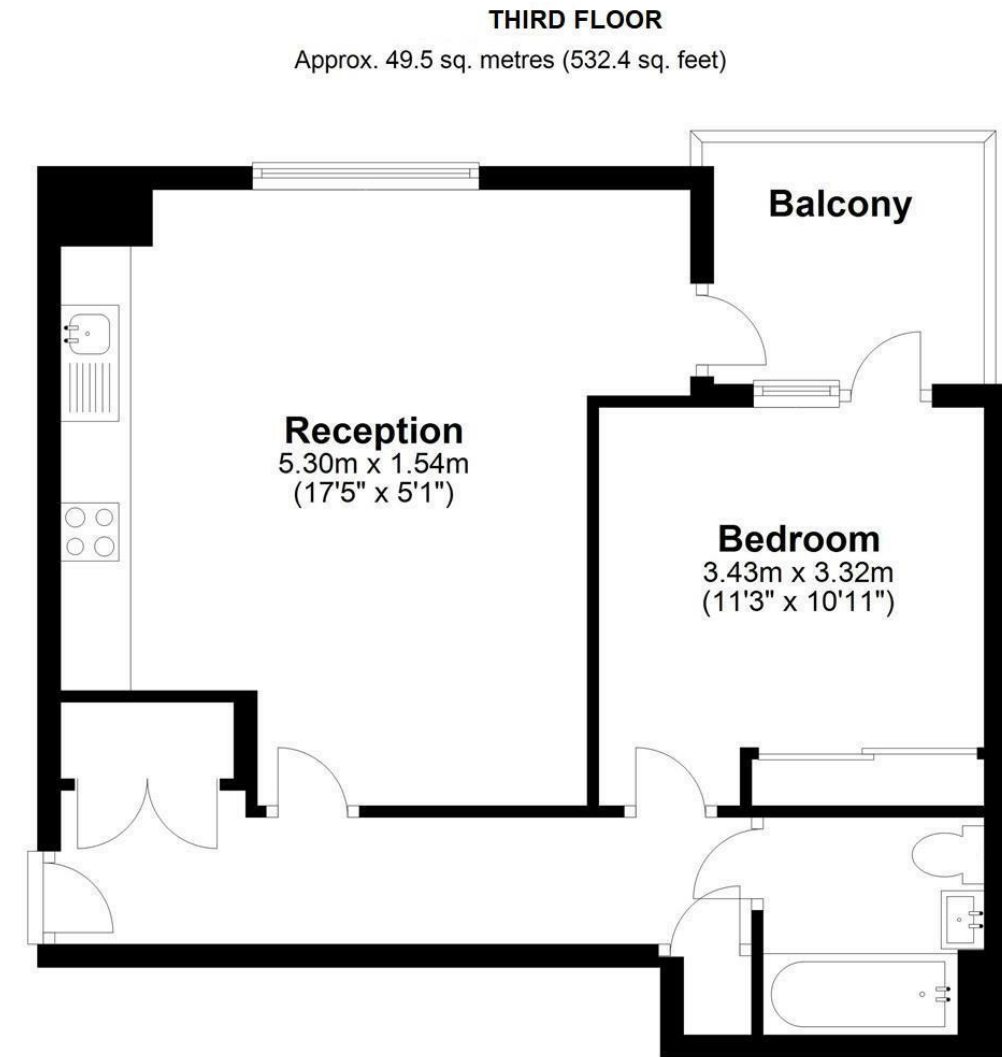 THIRD FLOOR
Approx. 49.5 sq. metres (532.4 sq. feet)
Balcony
Reception
5.30m x 1.54m
(17'5" x 5'1")
Bedroom
3.43m x 3.32m
(11'3" x 10'11")